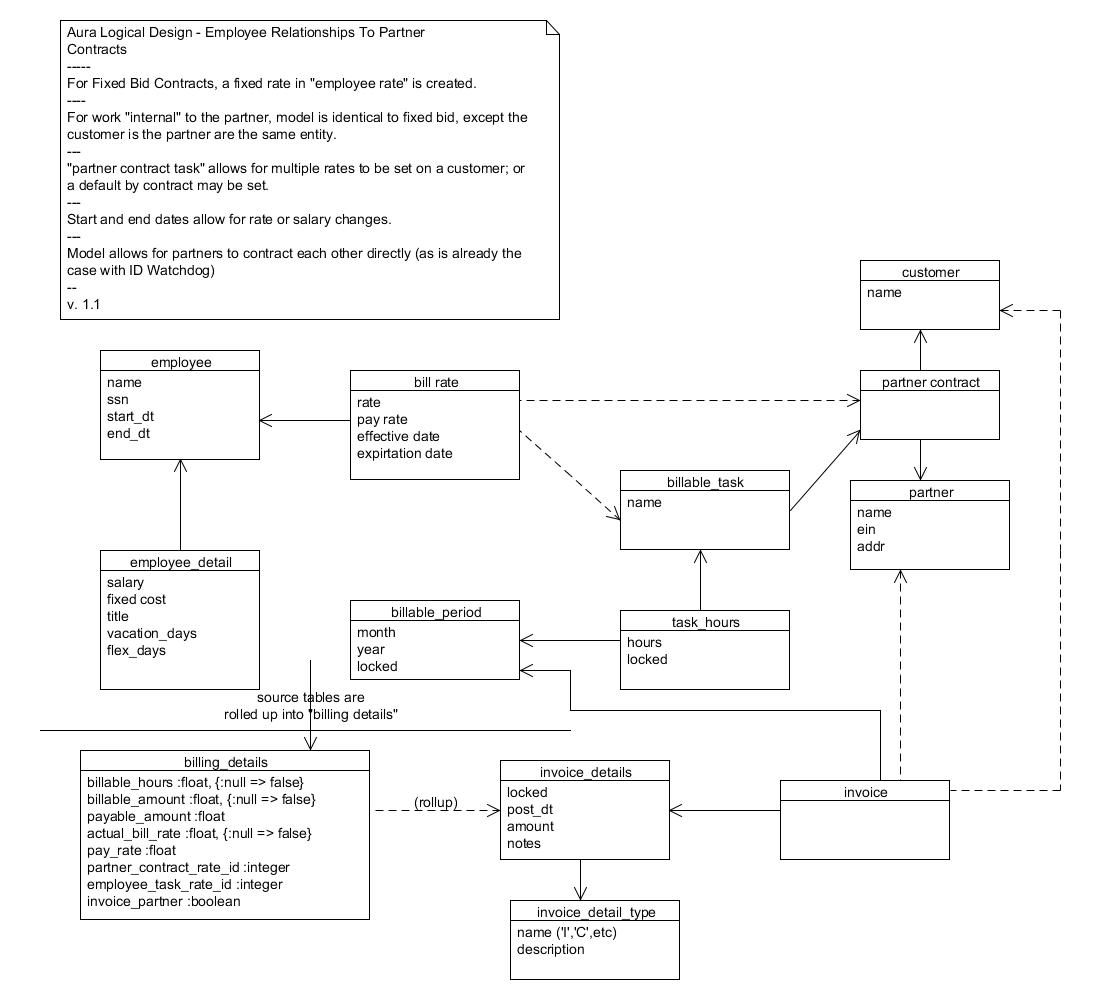 Aura Logical Design - Employee Relationships To Partner
Contracts
-----
For Fixed Bid Contracts, a fixed rate in "employee rate" is created.
----
For work "internal" to the partner, model is identical to fixed bid, except the
customer is the partner are the same entity.
---
"partner contract task" allows for multiple rates to be set on a customer; or
a default by contract may be set.
---
Start and end dates allow for rate or salary changes.
---
Model allows for partners to contract each other directly (as is already the
case with ID Watchdog)
--
v. 1.1
customer
name
employee
name
ssn
start_dt
end_dt
bill rate
rate
pay rate
effective date
expirtation date
partner contract
billable_task
name
partner
name
ein
addr
employee_detail
salary
fixed cost
title
vacation_days
flex_days
billable_period
month
year
locked
task_hours
hours
locked
source tables are
rolled up into "billing details"
billing_details
billable_hours :float, {:null => false}
billable_amount :float, {:null => false}
payable_amount :float
actual_bill_rate :float, {:null => false}
pay_rate :float
partner_contract_rate_id :integer
employee_task_rate_id :integer
invoice_partner :boolean
(rollup)
invoice_details
locked
post_dt
amount
notes
invoice
invoice_detail_type
name ('I','C',etc)
description